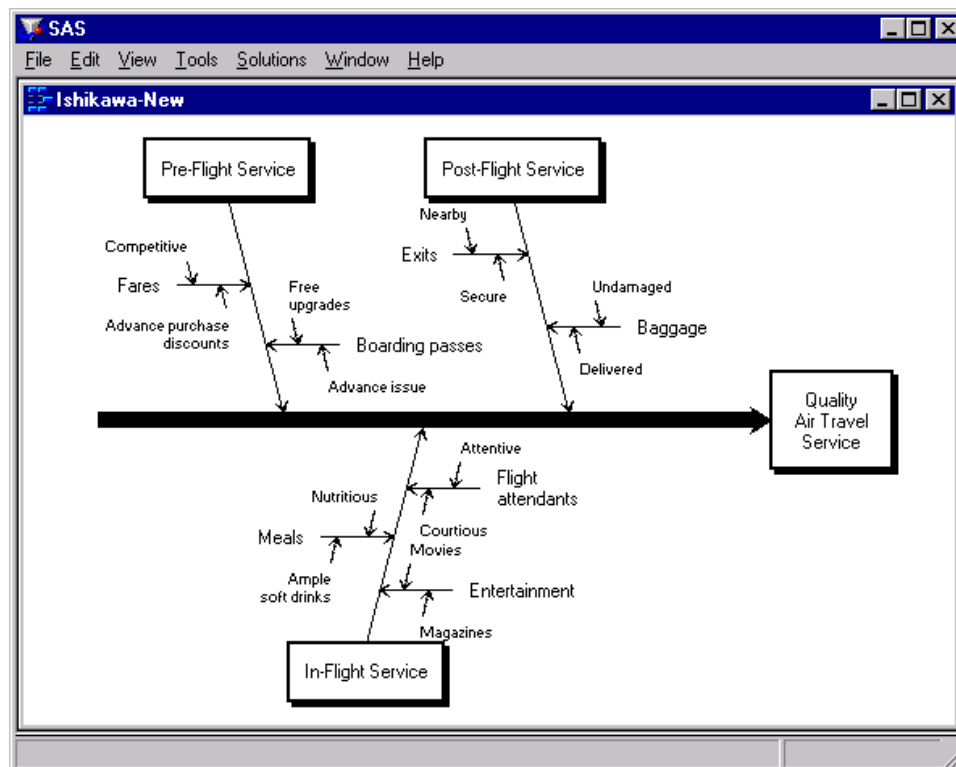 SAS
File Edit View Tools Solutions Window Help
Ishikawa-New
Pre-Flight Service
Post-Flight Service
Nearby
Competitive
Exits
Fares
Free
upgrades
Secure
Undamaged
Advance purchase
discounts
Boarding passes
Baggage
Advance issue
Delivered
Quality
Air Travel
Service
Attentive
Flight
attendants
Nutritious
Meals
Courtious
Movies
Ample
soft drinks
Entertainment
Magazines
In-Flight Service